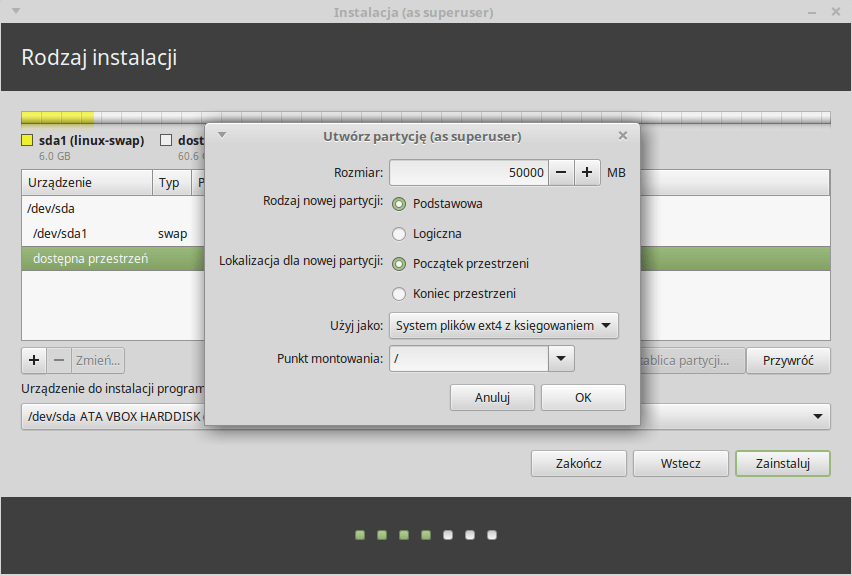 Instalacja (as superuser)
Rodzaj instalacji
sda1 (linux-swap)
6.0 GB
60.6
Urządzenie Typ
/dev/sda
/dev/sda1 swap
dostępna przestrzeń
+ − Zmień...
partycji... Przywróć
Urządzenie do instalacji
/dev/sda ATA VBOX HARDDISK
Zakończ Wstecz Zainstaluj
Utwórz partycję (as superuser)
Rozmiar: 50000 − + MB
Rodzaj nowej partycji: Podstawowa
Logiczna
Lokalizacja dla nowej partycji: Początek przestrzeni
Koniec przestrzeni
Użyj jako: System plików ext4 z księgowaniem
Punkt montowania: /
Anuluj OK